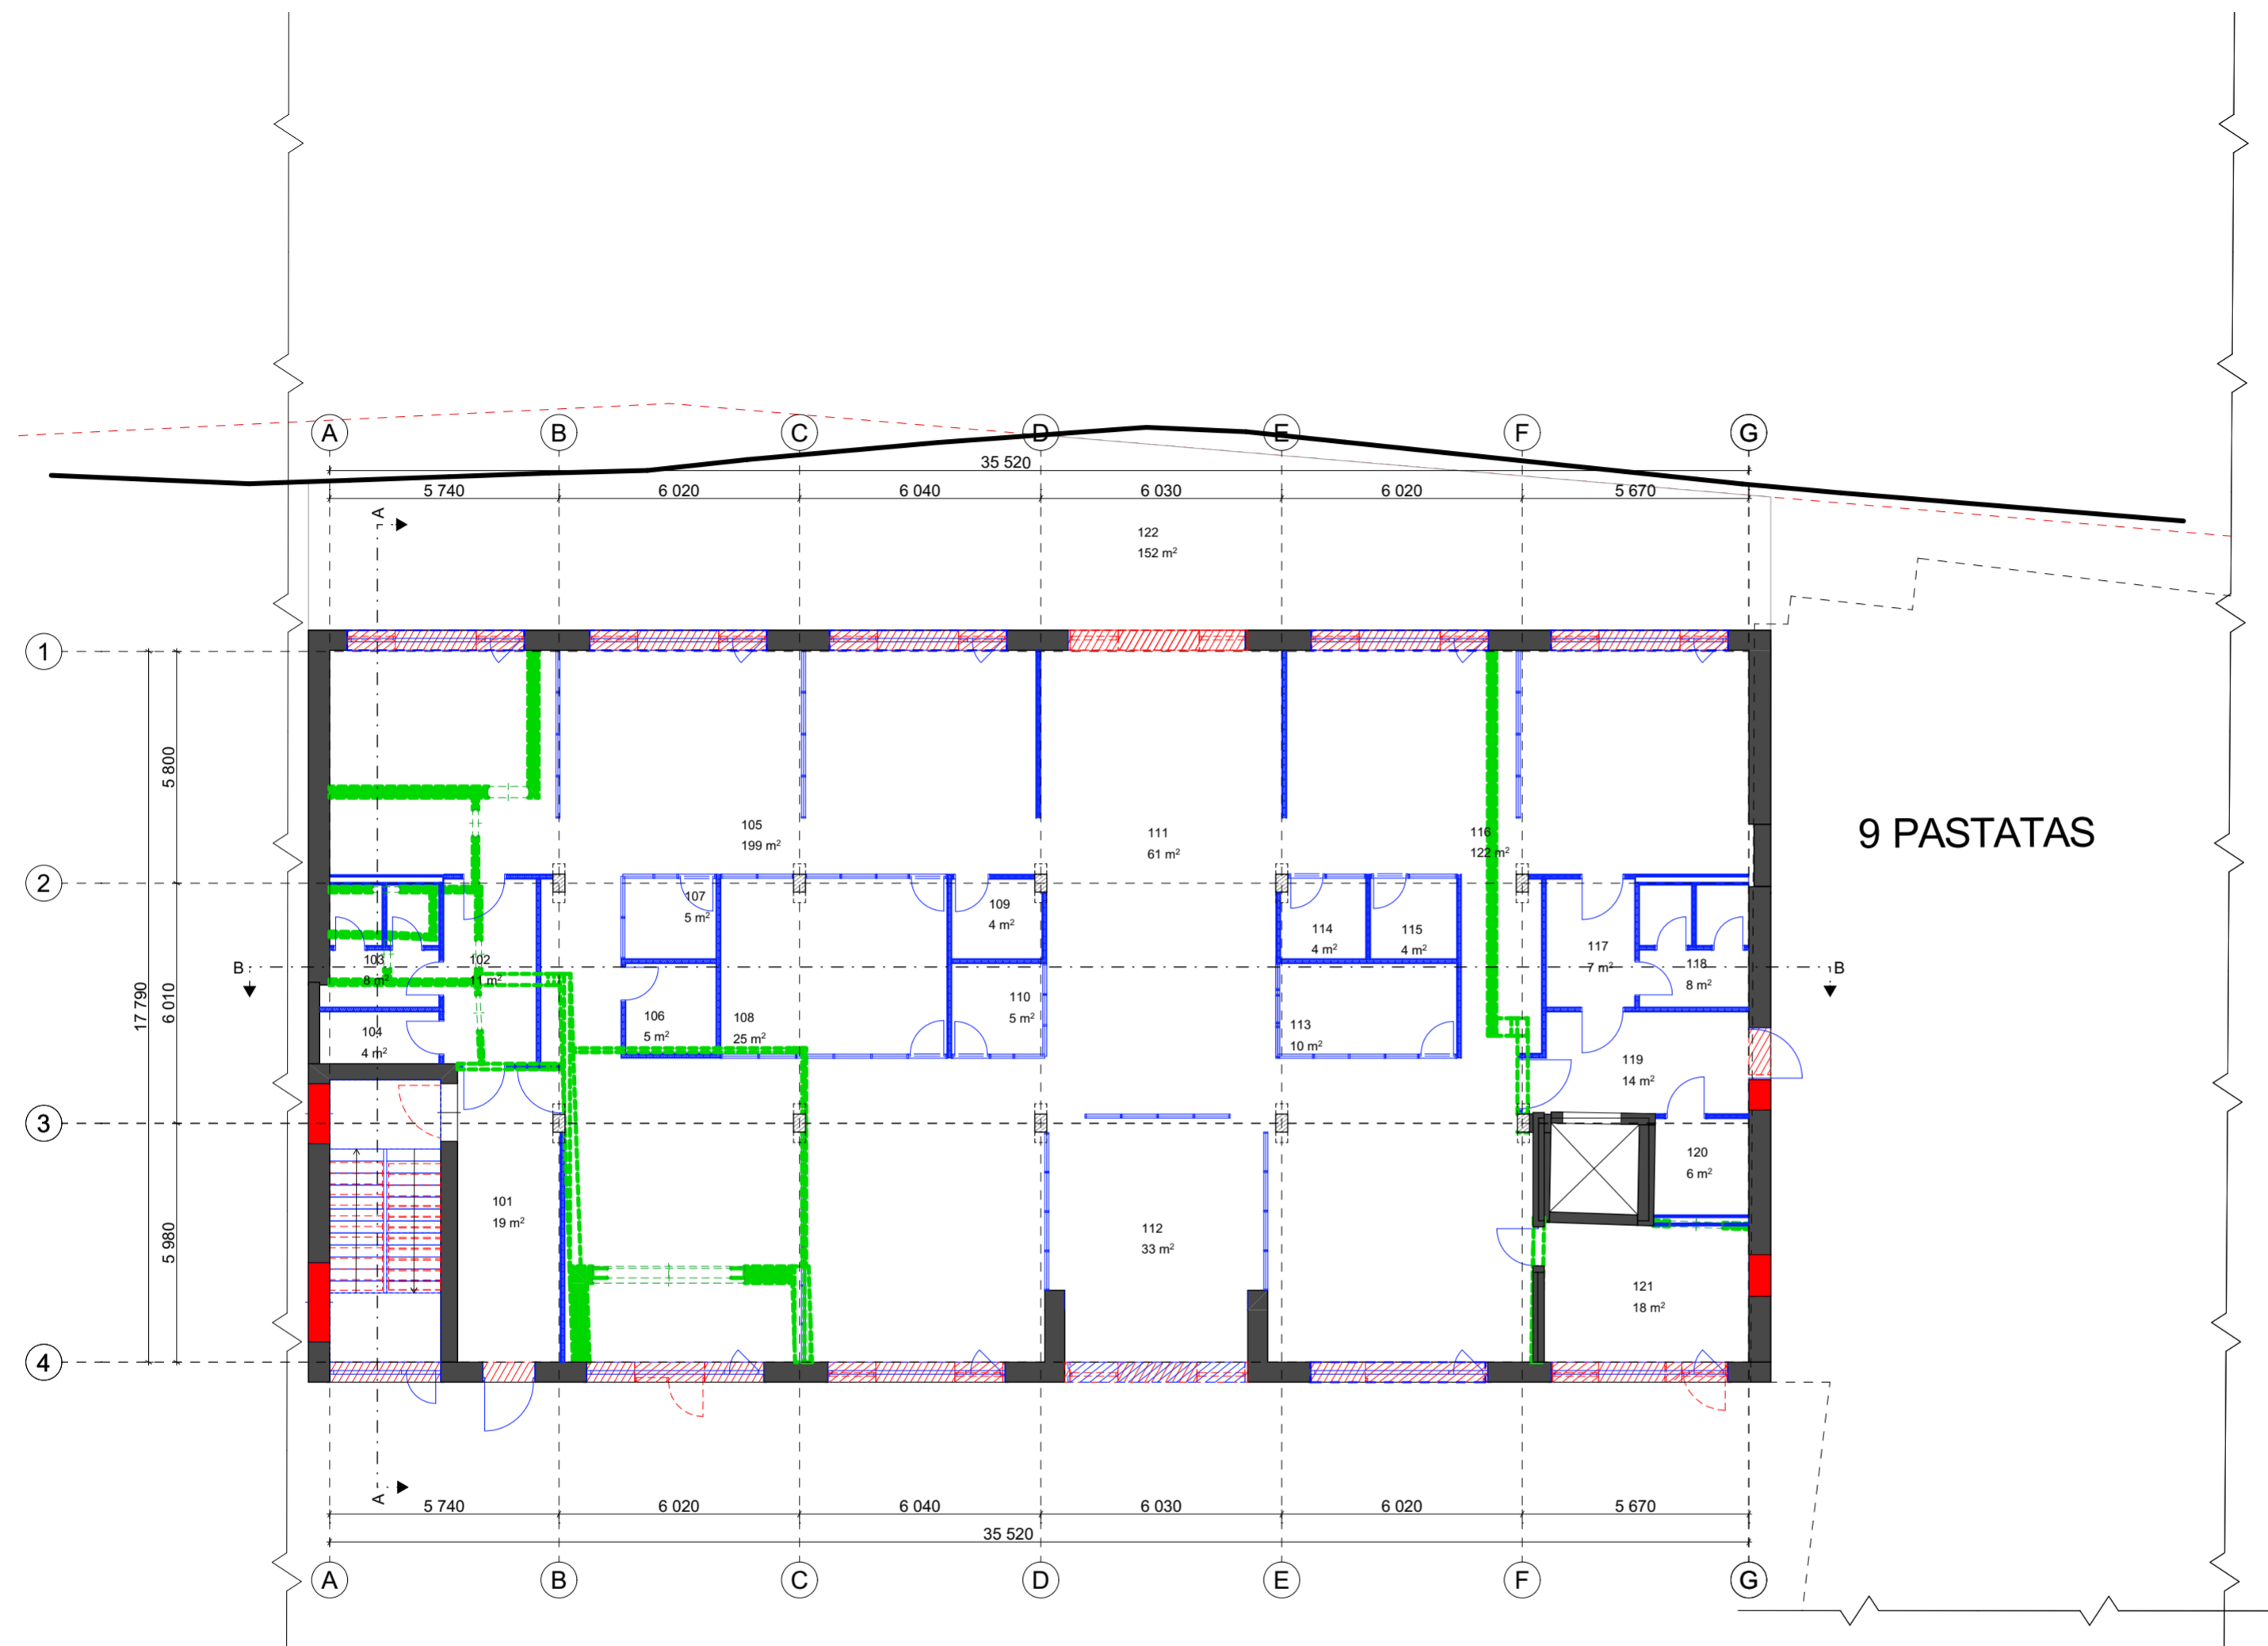 A B C D E F G
35 520
5 740 6 020 6 040 6 030 6 020 5 670
A
122
152 m²
1
5 800
105
199 m²
111
61 m²
116
122 m²
9 PASTATAS
2
107
5 m²
109
4 m²
114
4 m²
115
4 m²
117
7 m²
103
8 m²
102
11 m²
118
8 m²
B
B
17 790
6 010
110
5 m²
106
5 m²
108
25 m²
113
10 m²
104
4 m²
119
14 m²
3
120
6 m²
101
19 m²
112
33 m²
5 980
121
18 m²
4
A
5 740 6 020 6 040 6 030 6 020 5 670
35 520
A B C D E F G